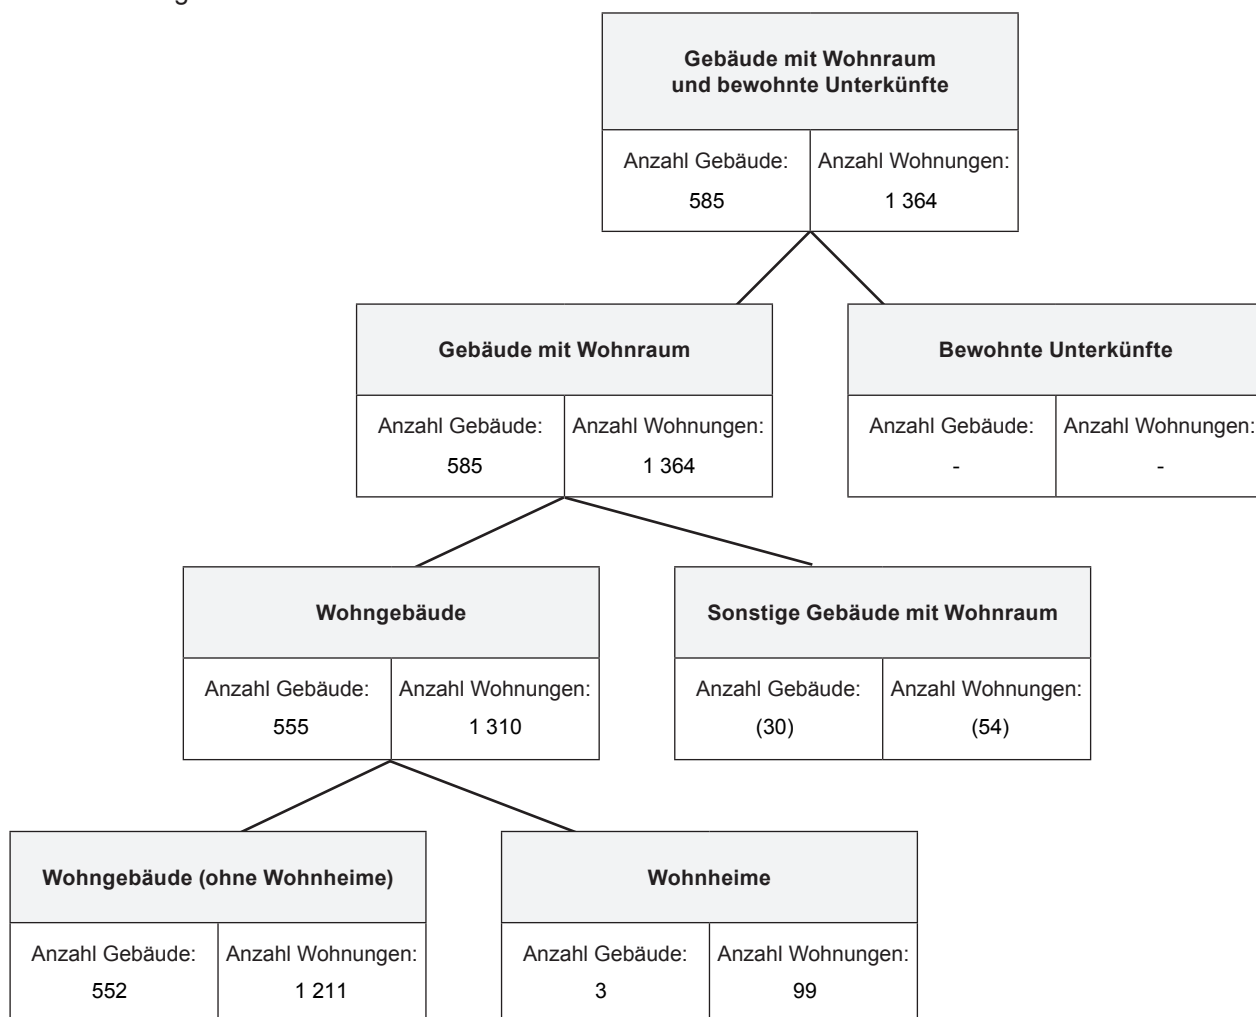 Gebäude mit Wohnraum
und bewohnte Unterkünfte
Anzahl Gebäude: Anzahl Wohnungen:
585 1 364
Gebäude mit Wohnraum
Anzahl Gebäude: Anzahl Wohnungen:
585 1 364
Bewohnte Unterkünfte
Anzahl Gebäude: Anzahl Wohnungen:
- -
Wohngebäude
Anzahl Gebäude: Anzahl Wohnungen:
555 1 310
Sonstige Gebäude mit Wohnraum
Anzahl Gebäude: Anzahl Wohnungen:
(30) (54)
Wohngebäude (ohne Wohnheime)
Anzahl Gebäude: Anzahl Wohnungen:
552 1 211
Wohnheime
Anzahl Gebäude: Anzahl Wohnungen:
3 99